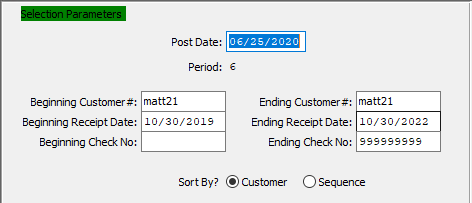 Selection Parameters
Post Date: 06/25/2020
Period: 6
Beginning Customer #: matt21 Ending Customer #: matt21
Beginning Receipt Date: 10/30/2019 Ending Receipt Date: 10/30/2022
Beginning Check No: Ending Check No: 999999999
Sort By? Customer Sequence